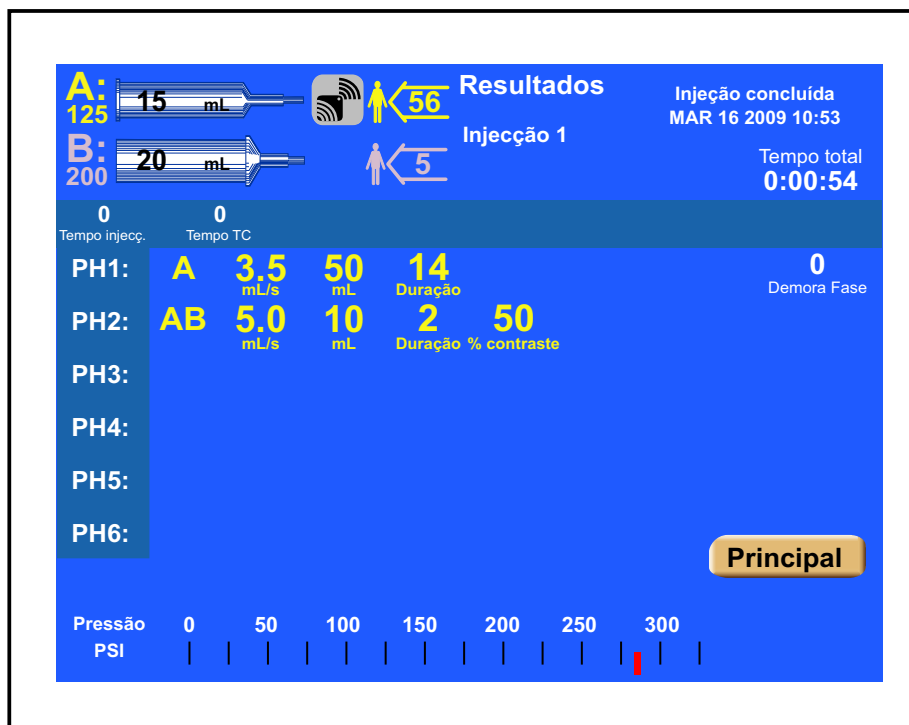 A: 15 mL 56 Resultados Injeção concluída
125 MAR 16 2009 10:53
Injecção 1
B: 20 mL 5 Tempo total
200 0:00:54
0 0
Tempo injecç. Tempo TC
PH1: A 3.5 50 14 0
mL/s mL Duração Demora Fase
PH2: AB 5.0 10 2 50
mL/s mL Duração % contraste
PH3:
PH4:
PH5:
PH6:
Principal
Pressão 0 50 100 150 200 250 300
PSI